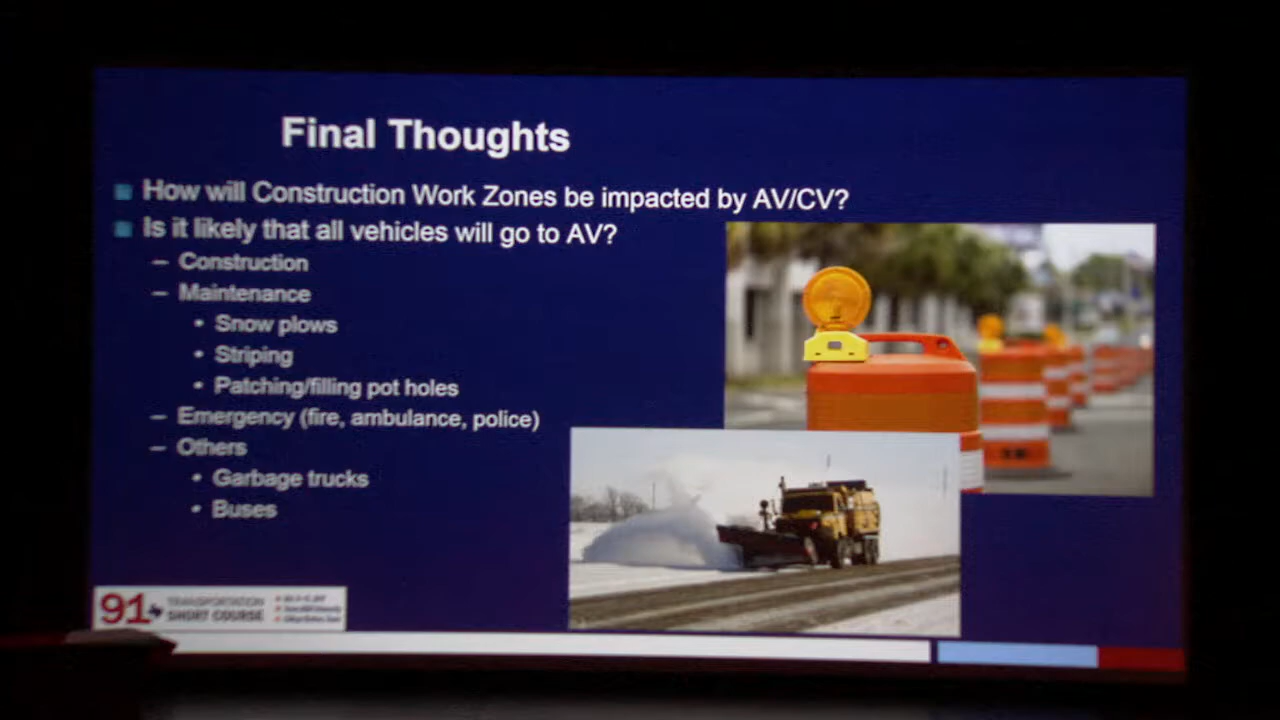 Final Thoughts
How will Construction Work Zones be impacted by AV/CV?
Is it likely that all vehicles will go to AV?
– Construction
– Maintenance
• Snow plows
• Striping
• Patching/filling pot holes
– Emergency (fire, ambulance, police)
– Others
• Garbage trucks
• Buses
91
TRANSPORTATION
SHORT COURSE